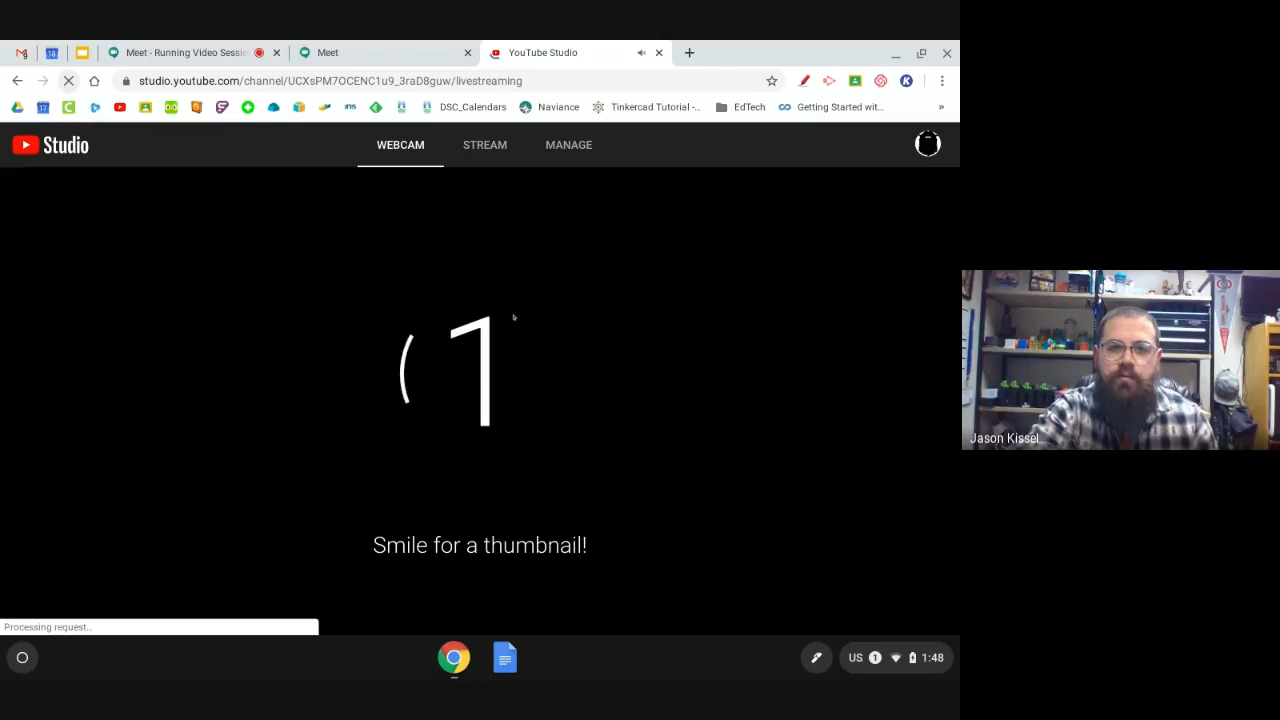 Meet - Running Video Sessio
Meet
YouTube Studio
studio.youtube.com/channel/UCXsPM7OCENC1u9_3raD8guw/livestreaming
DSC_Calendars
Naviance
Tinkercad Tutorial -...
EdTech
Getting Started wit...
»
Studio
WEBCAM
STREAM
MANAGE
1
Smile for a thumbnail!
Jason Kissel
Processing request...
US
1
1:48